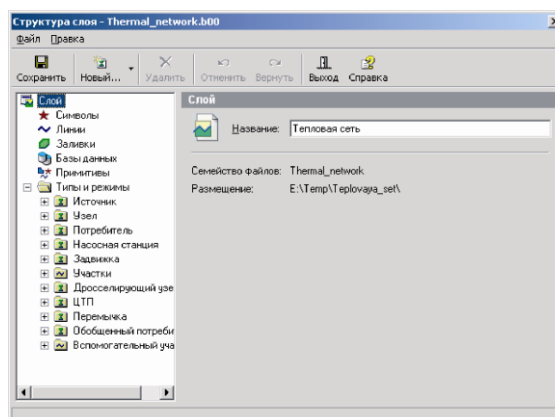 Структура слоя - Thermal_network.b00
Файл Правка
Сохранить Новый... Удалить Отменить Вернуть Выход Справка
Слой
Символы
Линии
Заливки
Базы данных
Примитивы
Типы и режимы
Источник
Узел
Потребитель
Насосная станция
Задвижка
Участки
Дросселирующий узе
ЦТП
Перемычка
Обобщенный потреби
Вспомогательный уча
Слой
Название: Тепловая сеть
Семейство файлов: Thermal_network
Размещение: E:\Temp\Teplovaya_set\